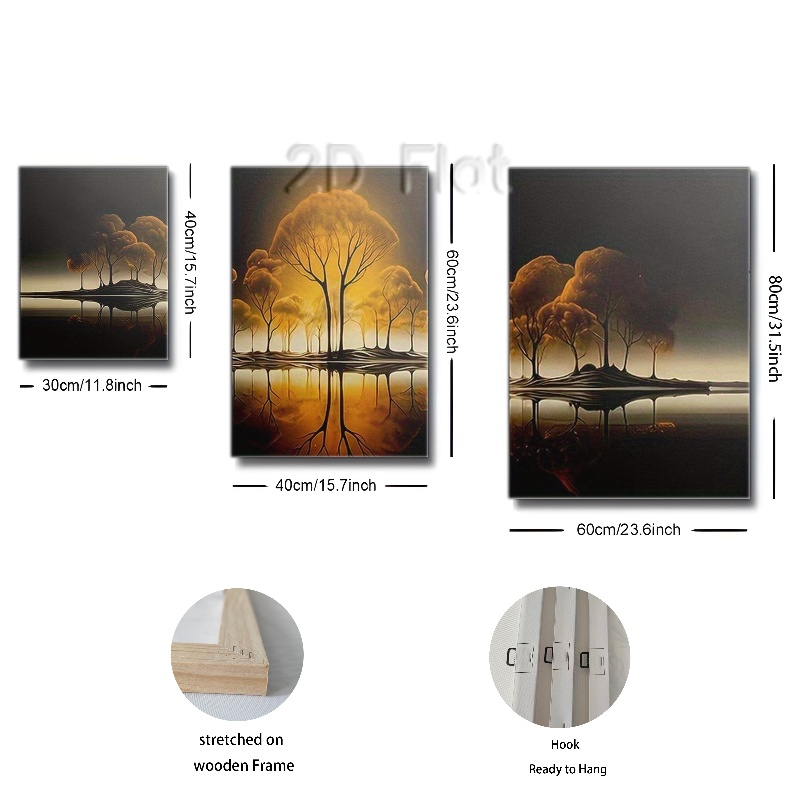 2D Flat
40cm/15.7inch
60cm/23.6inch
80cm/31.5inch
30cm/11.8inch
40cm/15.7inch
60cm/23.6inch
stretched on
wooden Frame
Hook
Ready to Hang